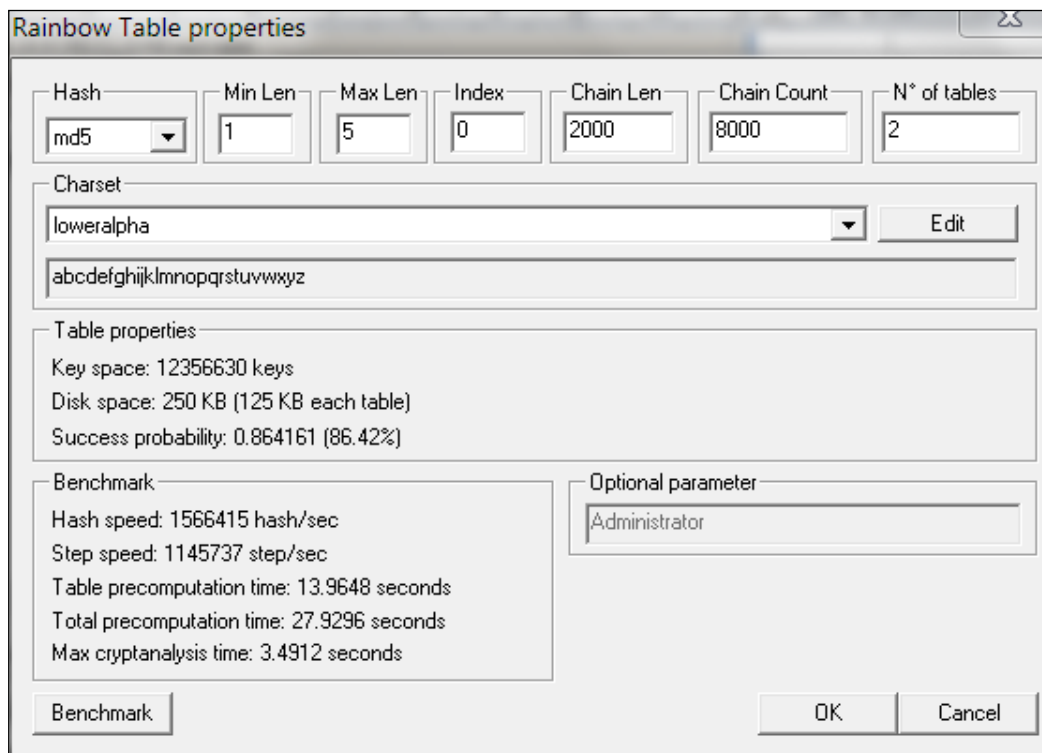 Rainbow Table properties
Hash Min Len Max Len Index Chain Len Chain Count N° of tables
md5 1 5 0 2000 8000 2
Charset
loweralpha Edit
abcdefghijklmnopqrstuvwxyz
Table properties
Key space: 12356630 keys
Disk space: 250 KB (125 KB each table)
Success probability: 0.864161 (86.42%)
Benchmark
Hash speed: 1566415 hash/sec
Step speed: 1145737 step/sec
Table precomputation time: 13.9648 seconds
Total precomputation time: 27.9296 seconds
Max cryptanalysis time: 3.4912 seconds
Optional parameter
Administrator
Benchmark OK Cancel